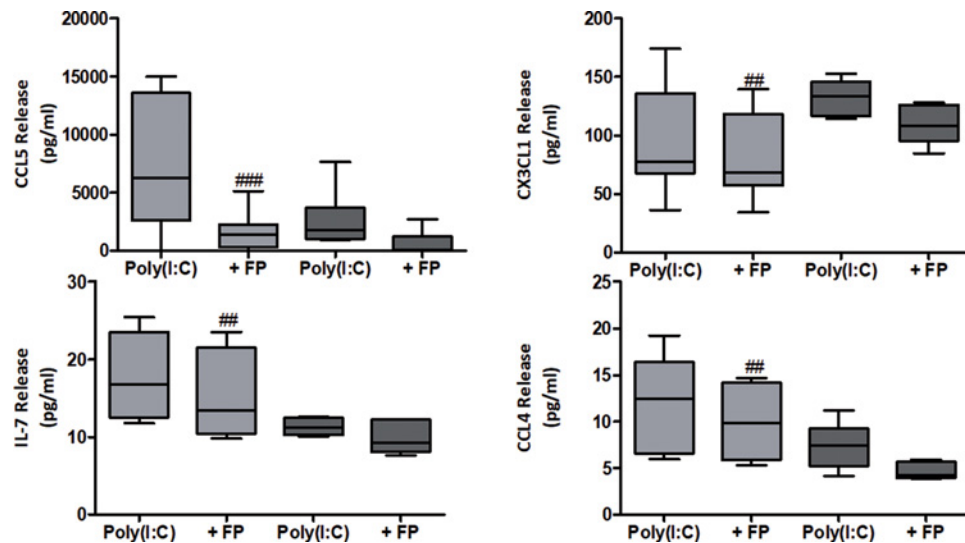 20000
15000
10000
5000
0
CCL5 Release
(pg/ml)
###
Poly(I:C) + FP Poly(I:C) + FP
200
150
100
50
0
CX3CL1 Release
(pg/ml)
##
Poly(I:C) + FP Poly(I:C) + FP
30
20
10
0
IL-7 Release
(pg/ml)
##
Poly(I:C) + FP Poly(I:C) + FP
25
20
15
10
5
0
CCL4 Release
(pg/ml)
##
Poly(I:C) + FP Poly(I:C) + FP